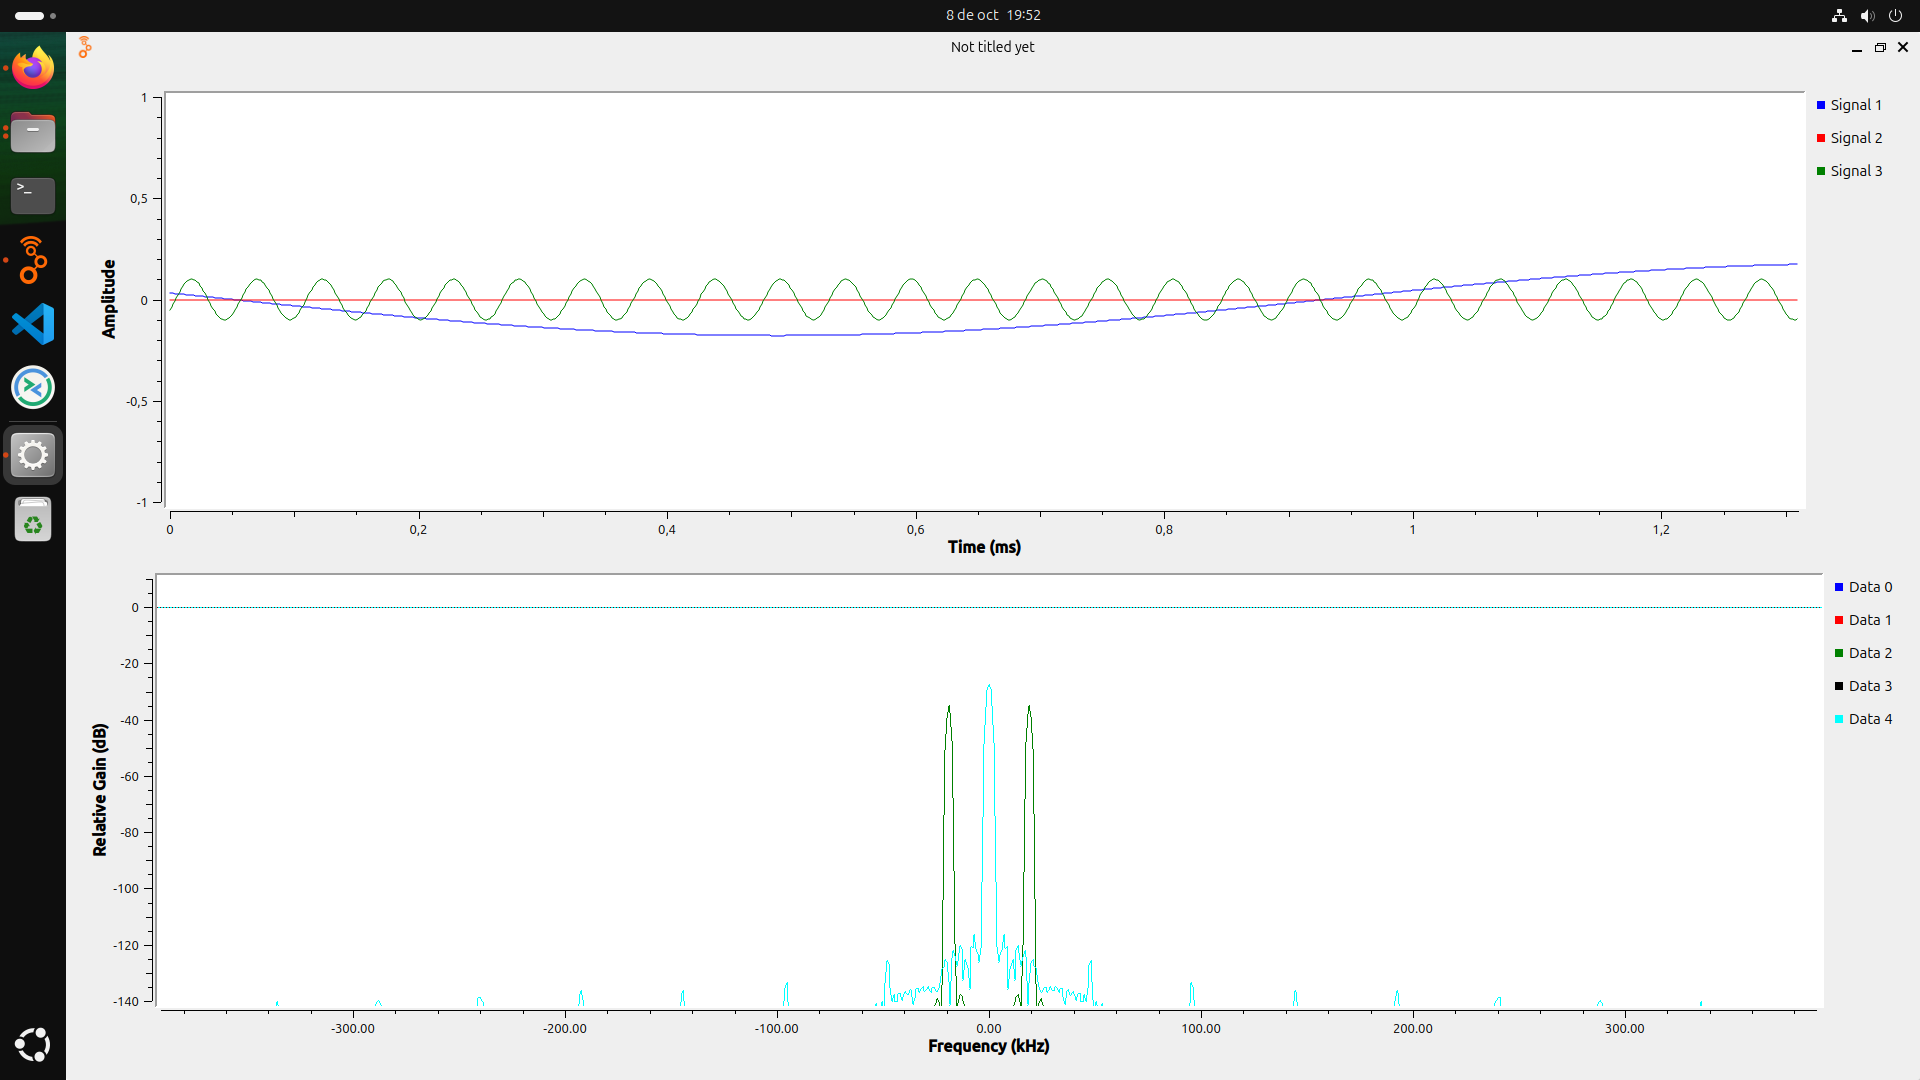 8 de oct 19:52
Not titled yet
>_
1
0,5
0
-0,5
-1
Amplitude
0
0,2
0,4
0,6
0,8
1
1,2
Time (ms)
Signal 1
Signal 2
Signal 3
0
-20
-40
-60
-80
-100
-120
-140
Relative Gain (dB)
-300.00
-200.00
-100.00
0.00
100.00
200.00
300.00
Frequency (kHz)
Data 0
Data 1
Data 2
Data 3
Data 4